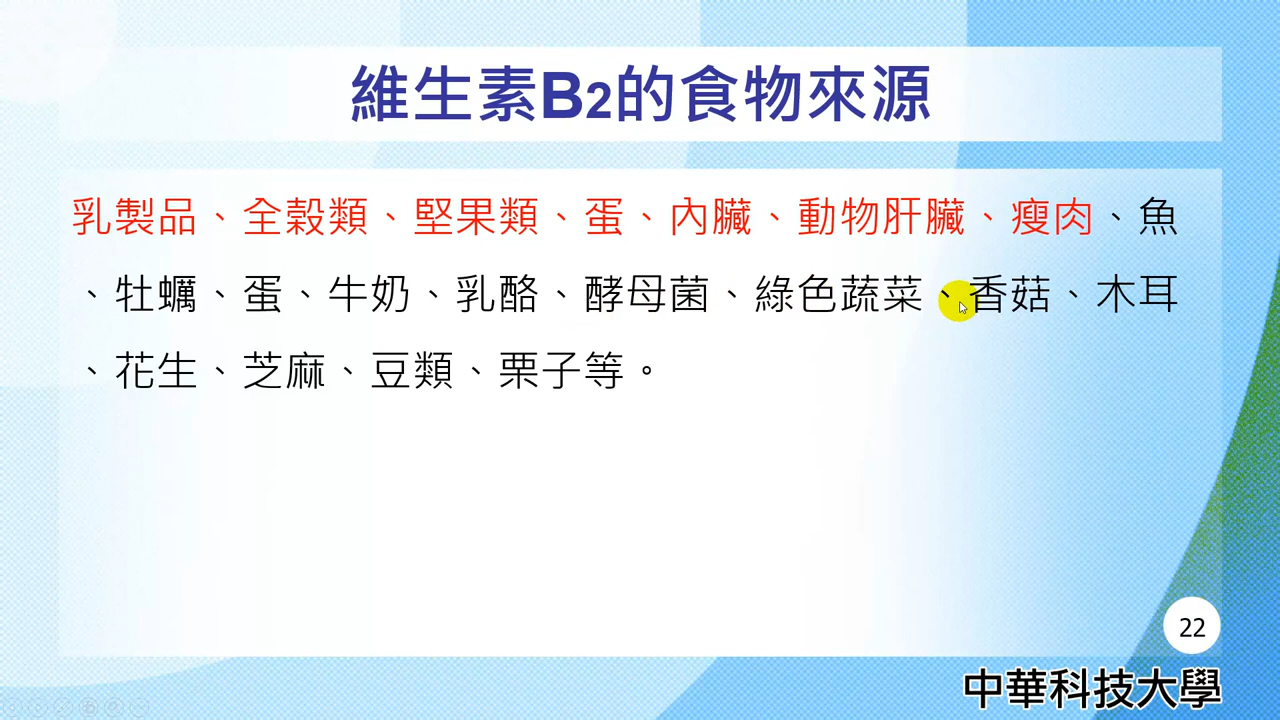 維生素B2的食物來源
乳製品、全穀類、堅果類、蛋、內臟、動物肝臟、瘦肉、魚
、牡蠣、蛋、牛奶、乳酪、酵母菌、綠色蔬菜、香菇、木耳
、花生、芝麻、豆類、栗子等。
22
中華科技大學